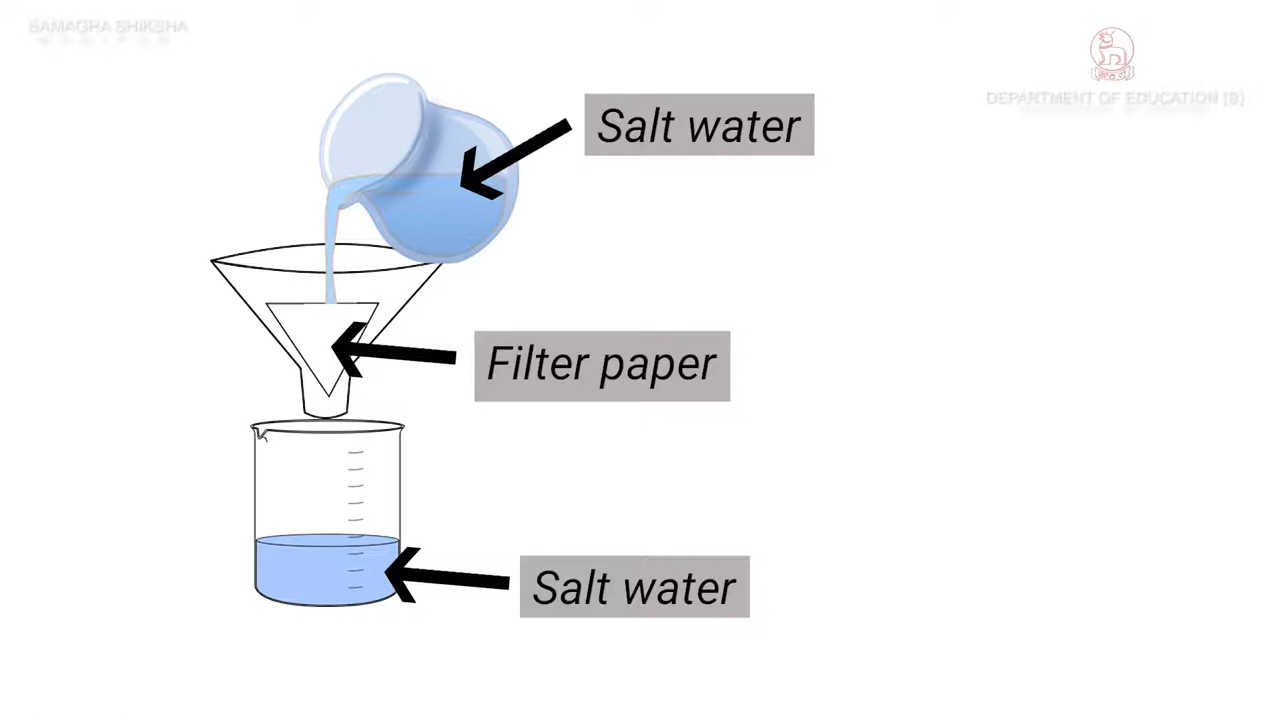 SAMAGRA SHIKSHA
DEPARTMENT OF EDUCATION (S)
Salt water
Filter paper
Salt water